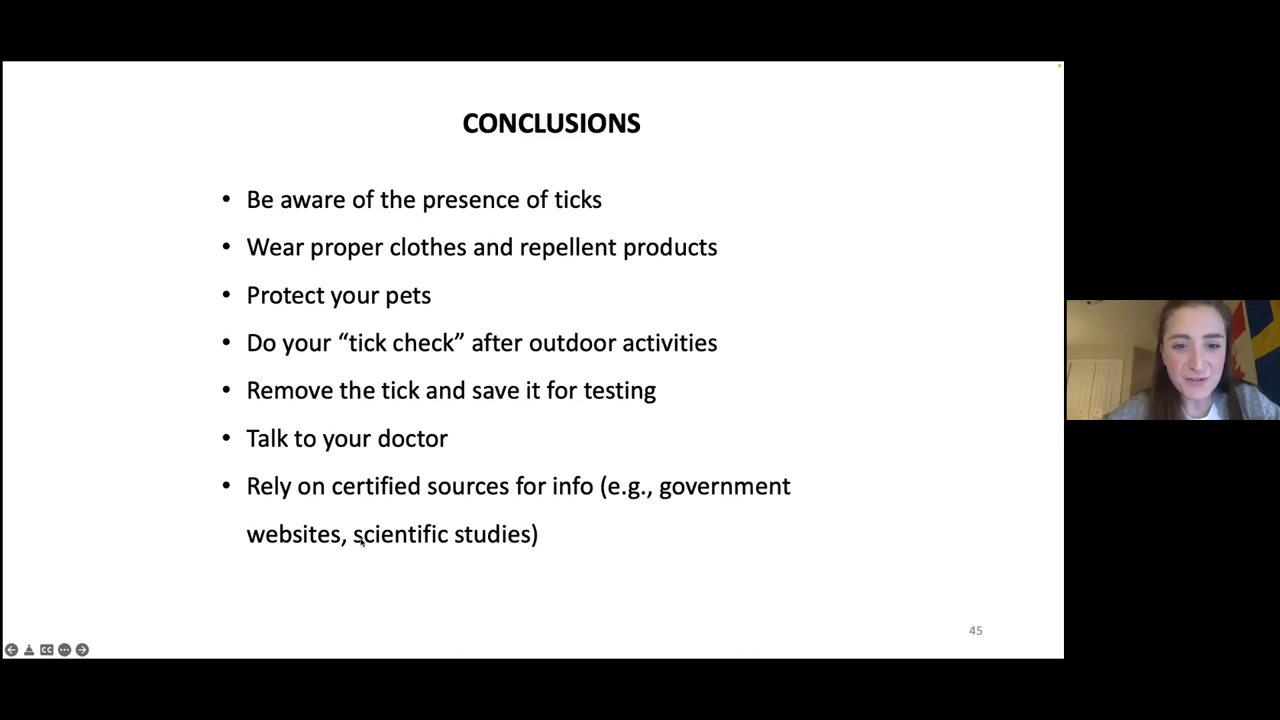 CONCLUSIONS
• Be aware of the presence of ticks
• Wear proper clothes and repellent products
• Protect your pets
• Do your “tick check” after outdoor activities
• Remove the tick and save it for testing
• Talk to your doctor
• Rely on certified sources for info (e.g., government
websites, scientific studies)
45
CC